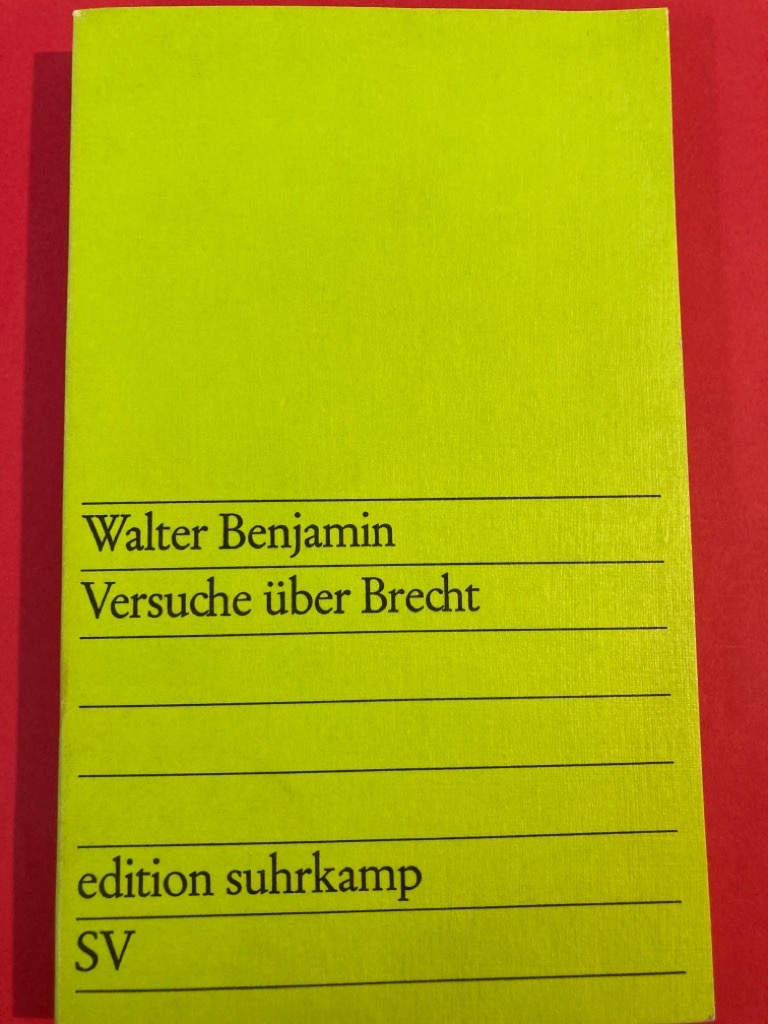 Walter Benjamin
Versuche über Brecht
edition suhrkamp
SV